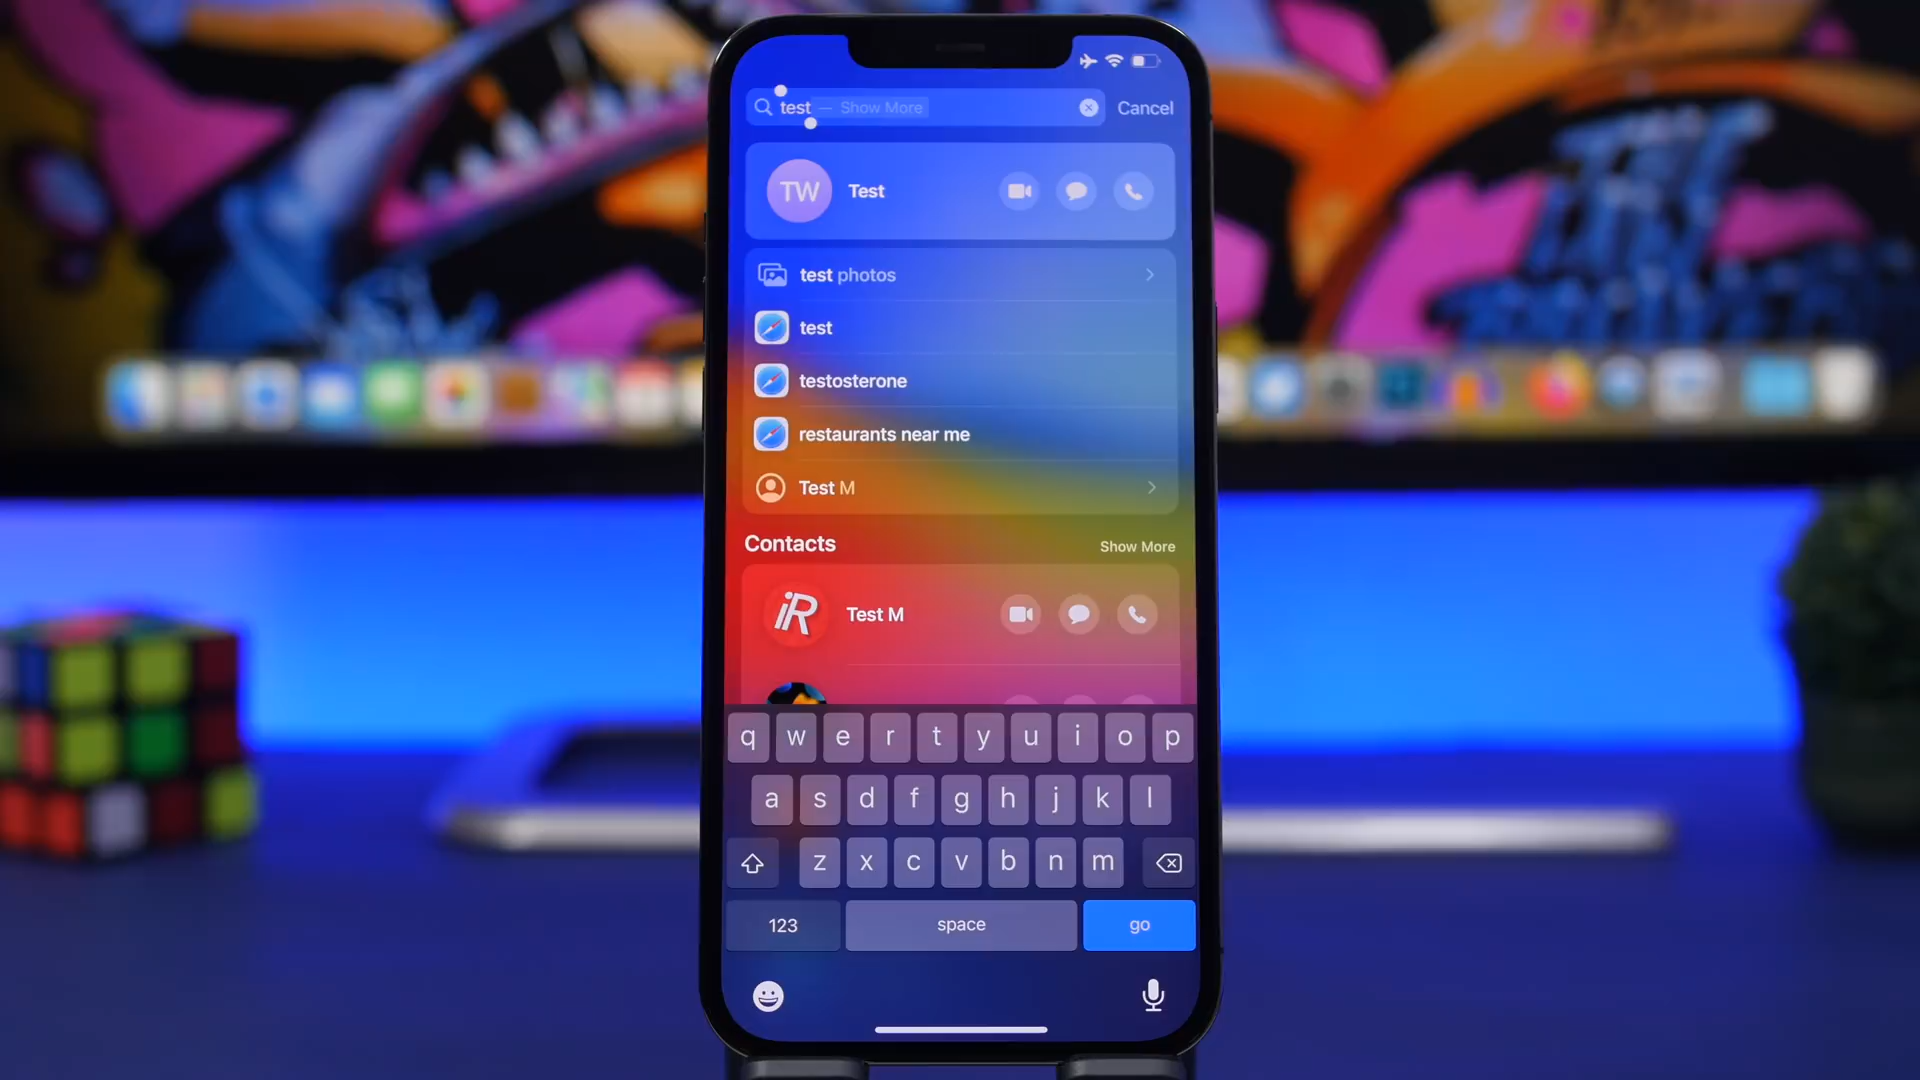 test — Show More
Cancel
TW
Test
test photos
test
testosterone
restaurants near me
Test M
Contacts
Show More
iR
Test M
q w e r t y u i o p
a s d f g h j k l
z x c v b n m
123
space
go